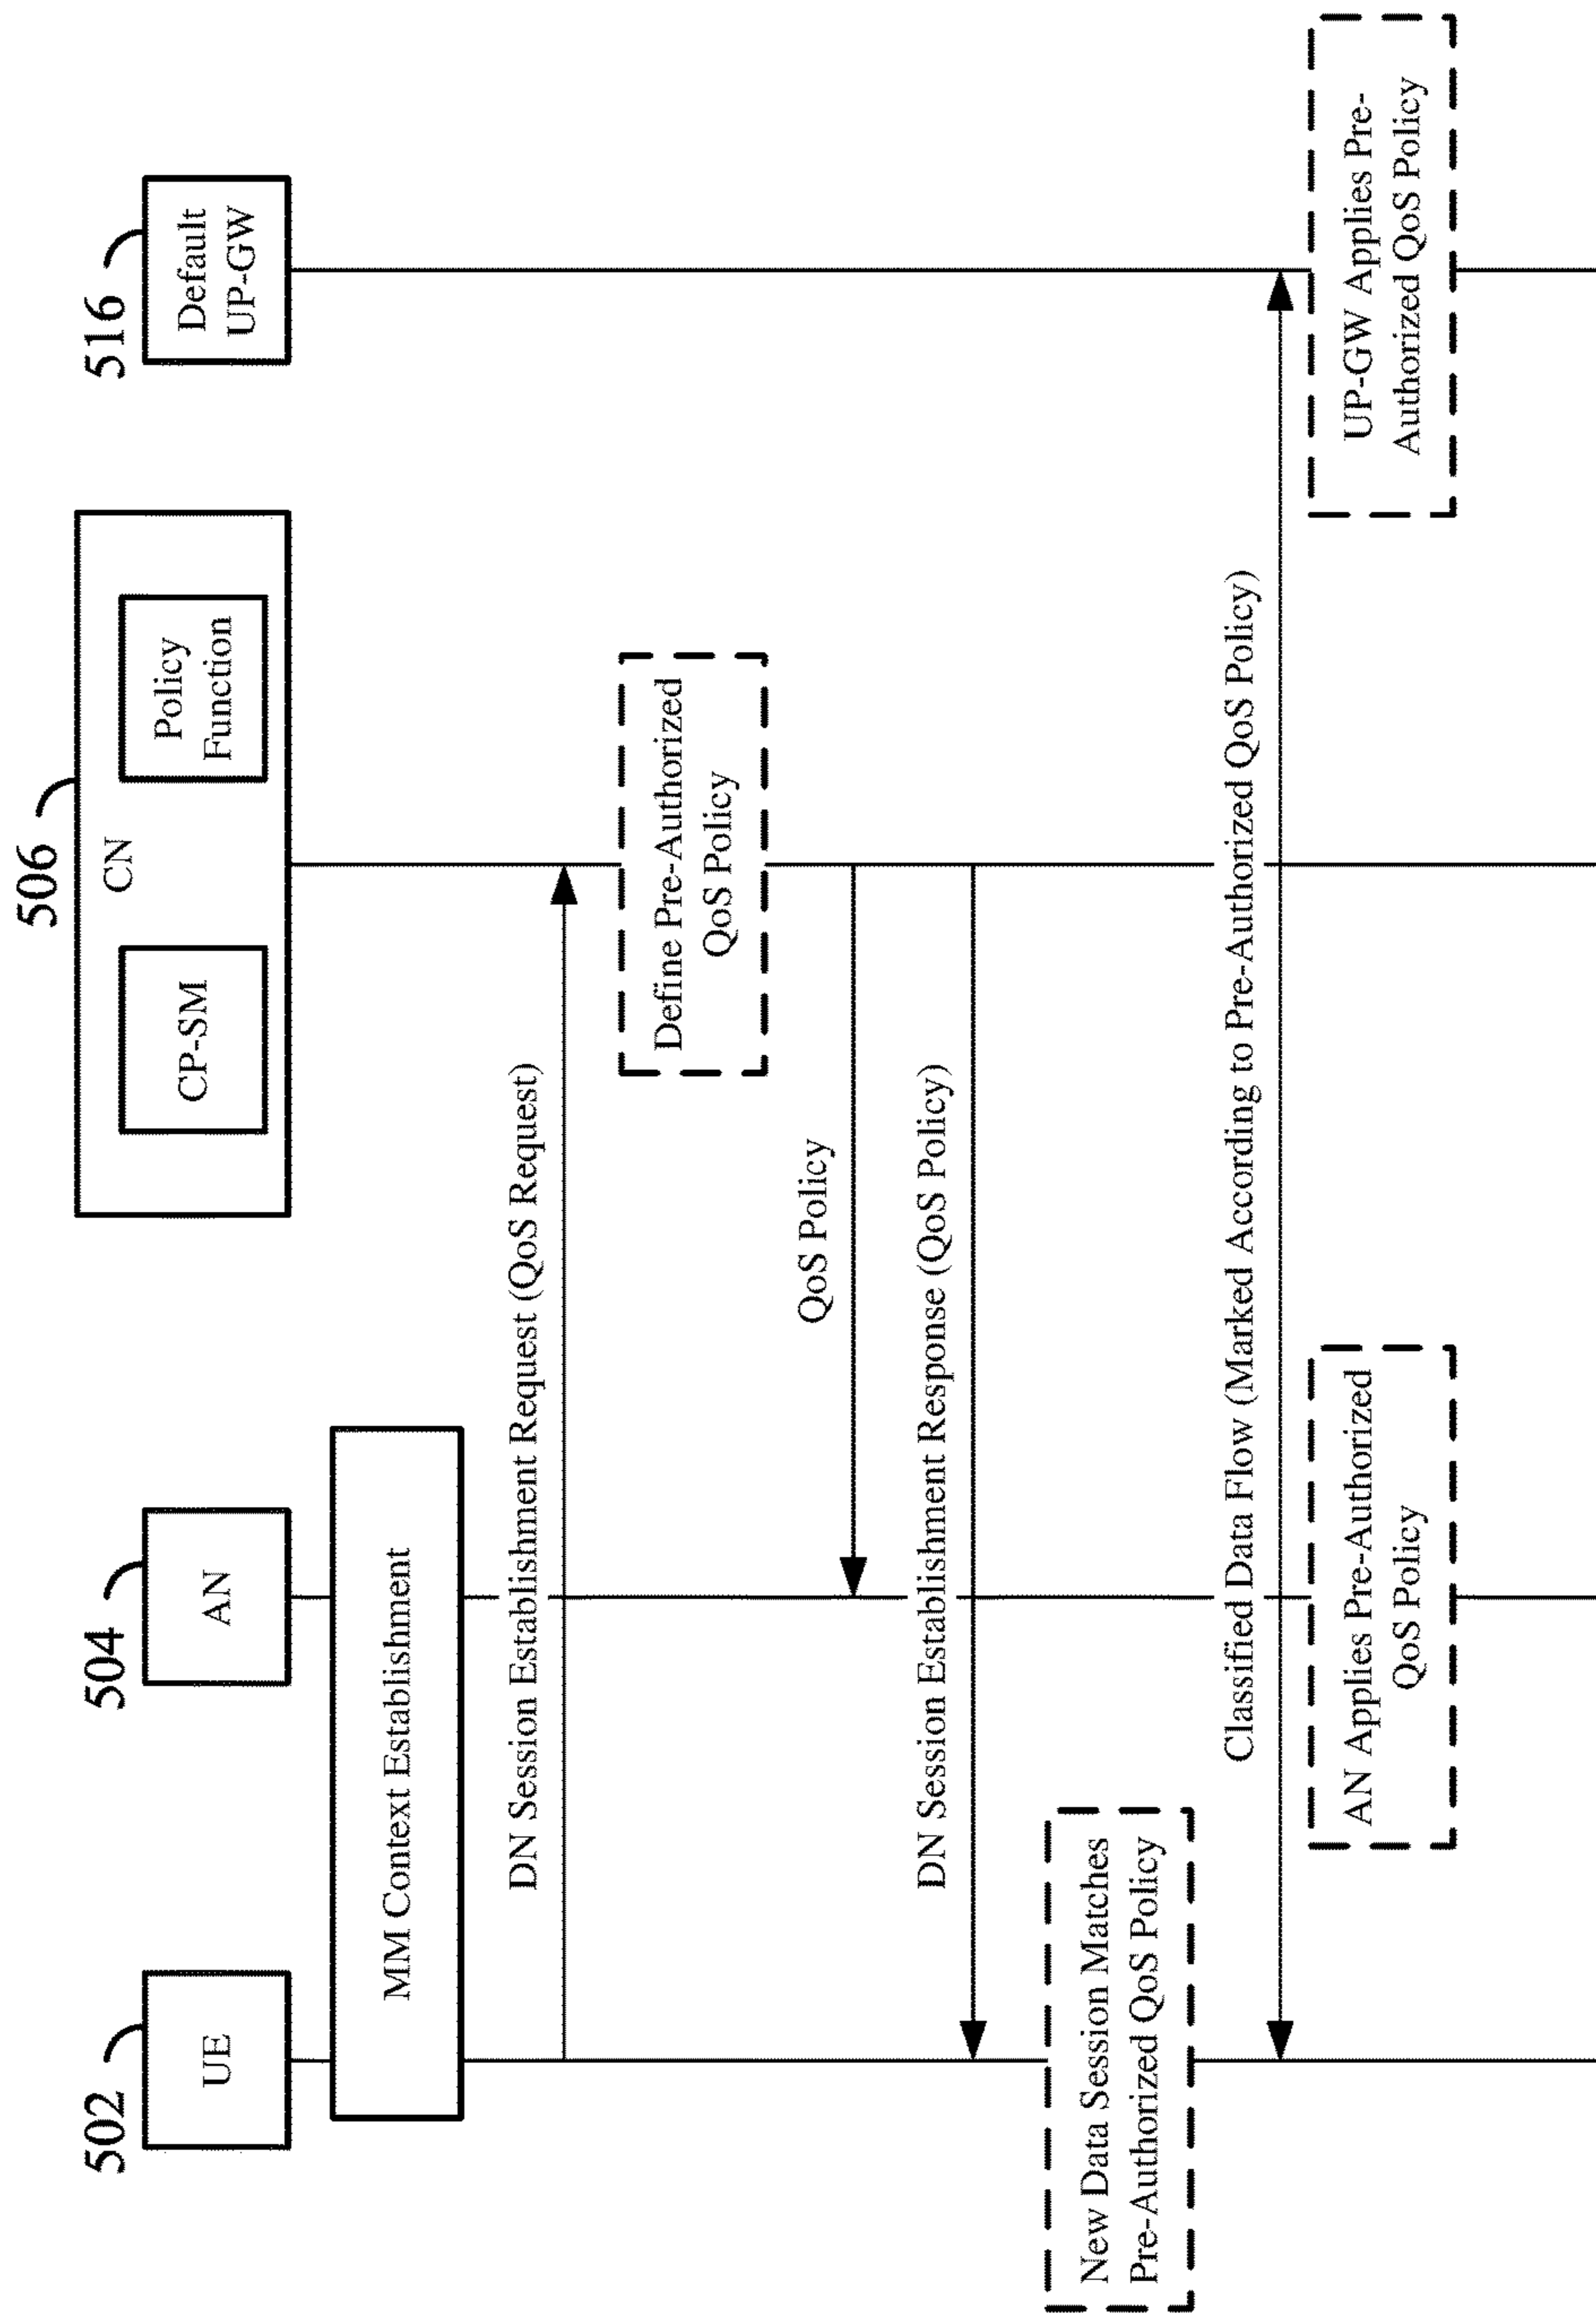 502
504
506
516
UE
AN
CN
CP-SM
Policy
Function
Default
UP-GW
MM Context Establishment
DN Session Establishment Request (QoS Request)
Define Pre-Authorized
QoS Policy
QoS Policy
DN Session Establishment Response (QoS Policy)
New Data Session Matches
Pre-Authorized QoS Policy
Classified Data Flow (Marked According to Pre-Authorized QoS Policy)
AN Applies Pre-Authorized
QoS Policy
UP-GW Applies Pre-
Authorized QoS Policy